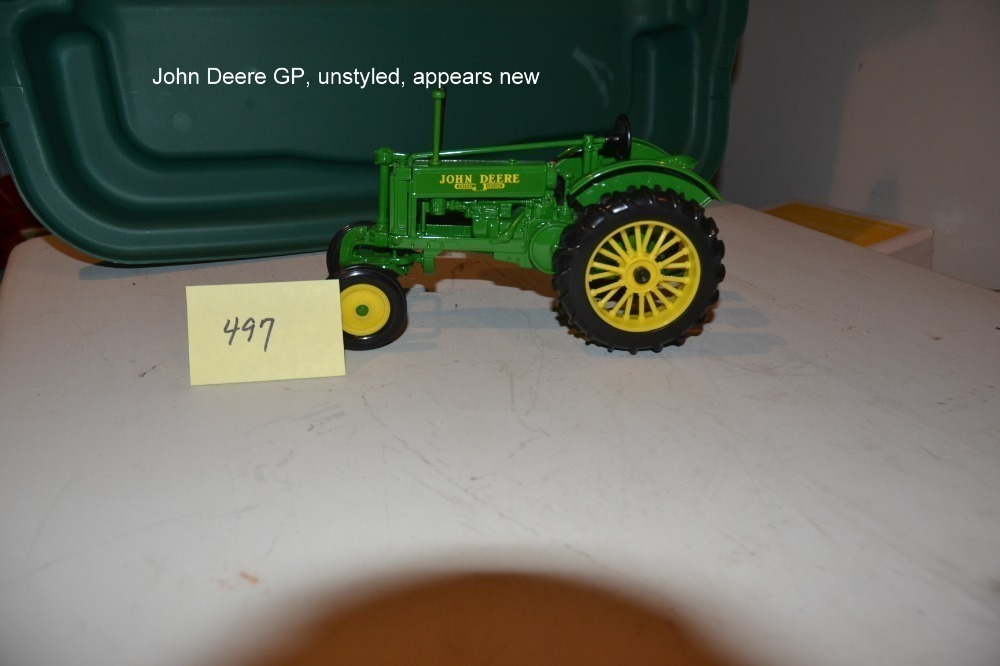 John Deere GP, unstyled, appears new
JOHN DEERE
497